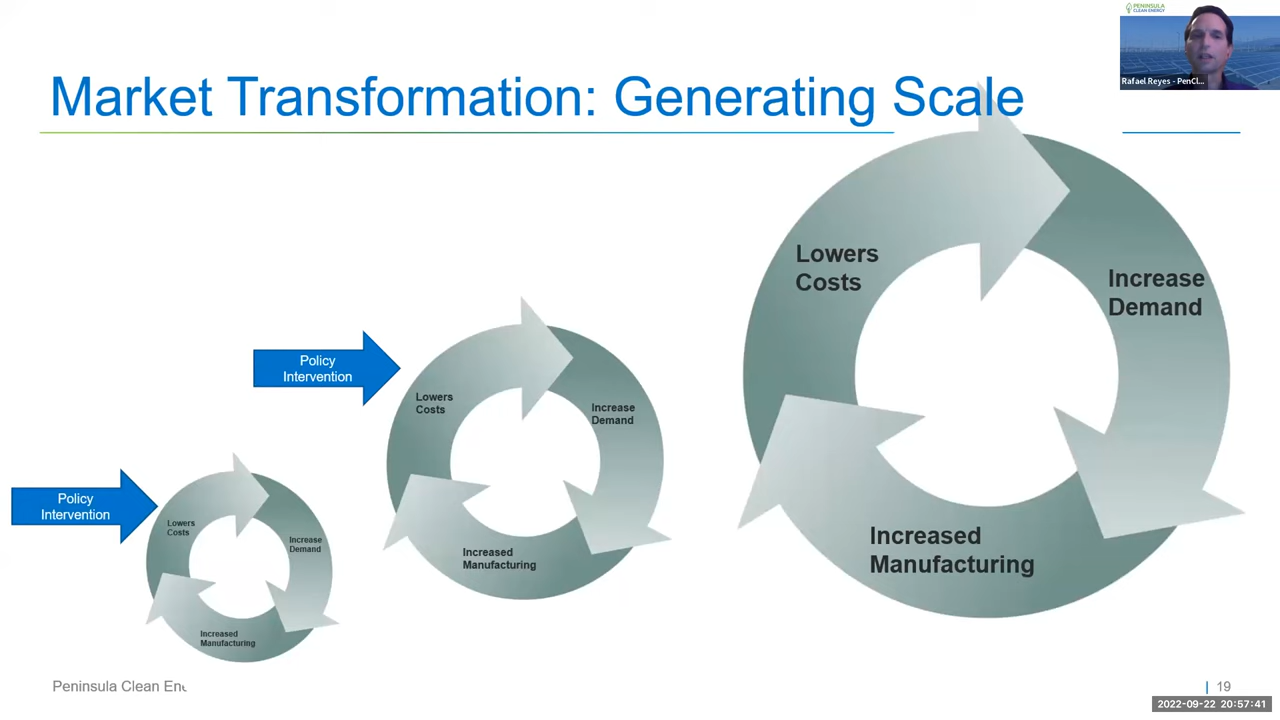 PENINSULA
CLEAN ENERGY
Rafael Reyes - PenCl...
Market Transformation: Generating Scale
Lowers
Costs
Increase
Demand
Increased
Manufacturing
Policy
Intervention
Lowers
Costs
Increase
Demand
Increased
Manufacturing
Policy
Intervention
Lowers
Costs
Increase
Demand
Increased
Manufacturing
Peninsula Clean En
19
2022-09-22 20:57:41